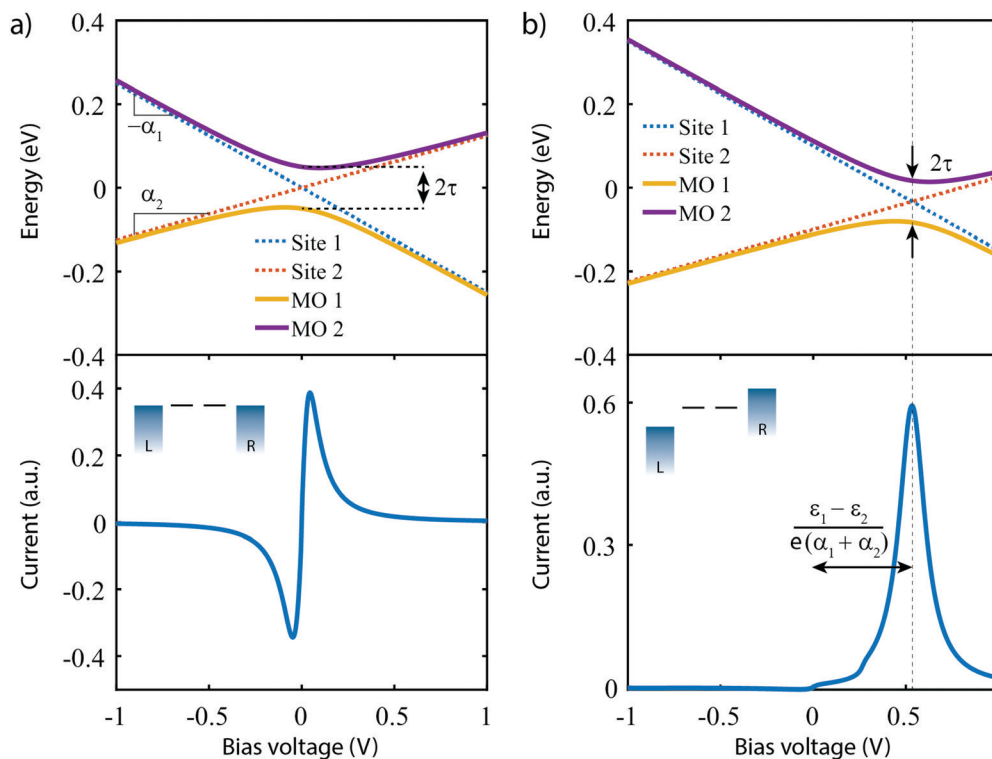 a)
0.4
0.2
0
-0.2
-0.4
Energy (eV)
−α1
α2
2τ
Site 1
Site 2
MO 1
MO 2
0.4
0.2
0
-0.2
-0.4
Current (a.u.)
L
R
-1
-0.5
0
0.5
1
Bias voltage (V)
b)
0.4
0.2
0
-0.2
-0.4
Energy (eV)
Site 1
Site 2
MO 1
MO 2
2τ
0.6
0.3
0
Current (a.u.)
L
R
ε1 − ε2
e(α1 + α2)
-1
-0.5
0
0.5
1
Bias voltage (V)